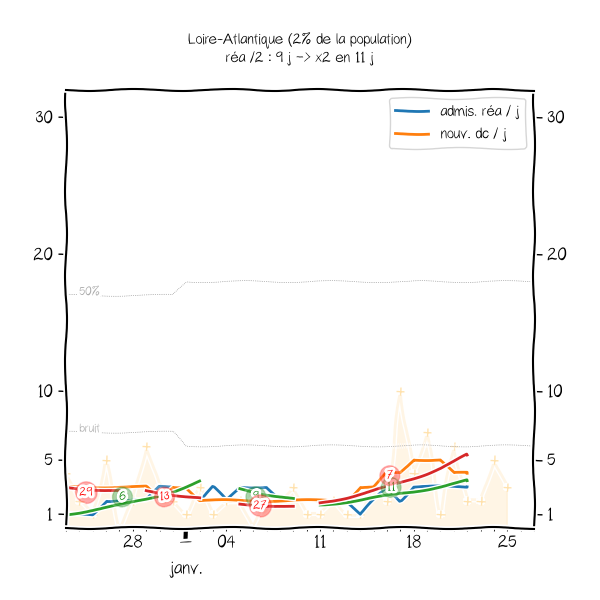 Loire-Atlantique (2% de la population)
réa /2 : 9 j -> x2 en 11 j
admis. réa / j
nouv. dc / j
30 30
20 20
50%
10 10
bruit
5 5
29 6 13 9 27 7 11
1 1
28 1 04 11 18 25
janv.